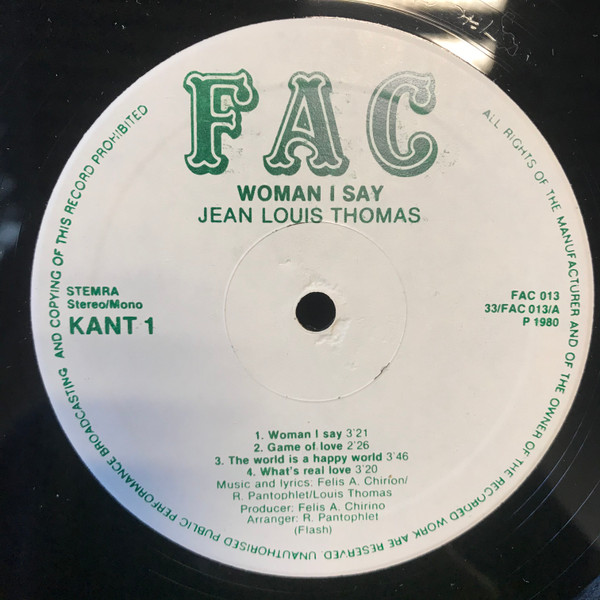 FAC
WOMAN I SAY
JEAN LOUIS THOMAS
STEMRA
Stereo/Mono
KANT 1
FAC 013
33/FAC 013/A
P 1980
1. Woman I say 3'21
2. Game of love 2'26
3. The world is a happy world 3'46
4. What's real love 3'20
Music and lyrics: Felis A. Chirion/
R. Pantophlet/Louis Thomas
Producer: Felis A. Chirino
Arranger: R. Pantophlet
(Flash)
ALL RIGHTS OF THE MANUFACTURER AND OF THE OWNER OF THE RECORDED WORK ARE RESERVED. UNAUTHORISED PUBLIC PERFORMANCE BROADCASTING AND COPYING OF THIS RECORD PROHIBITED